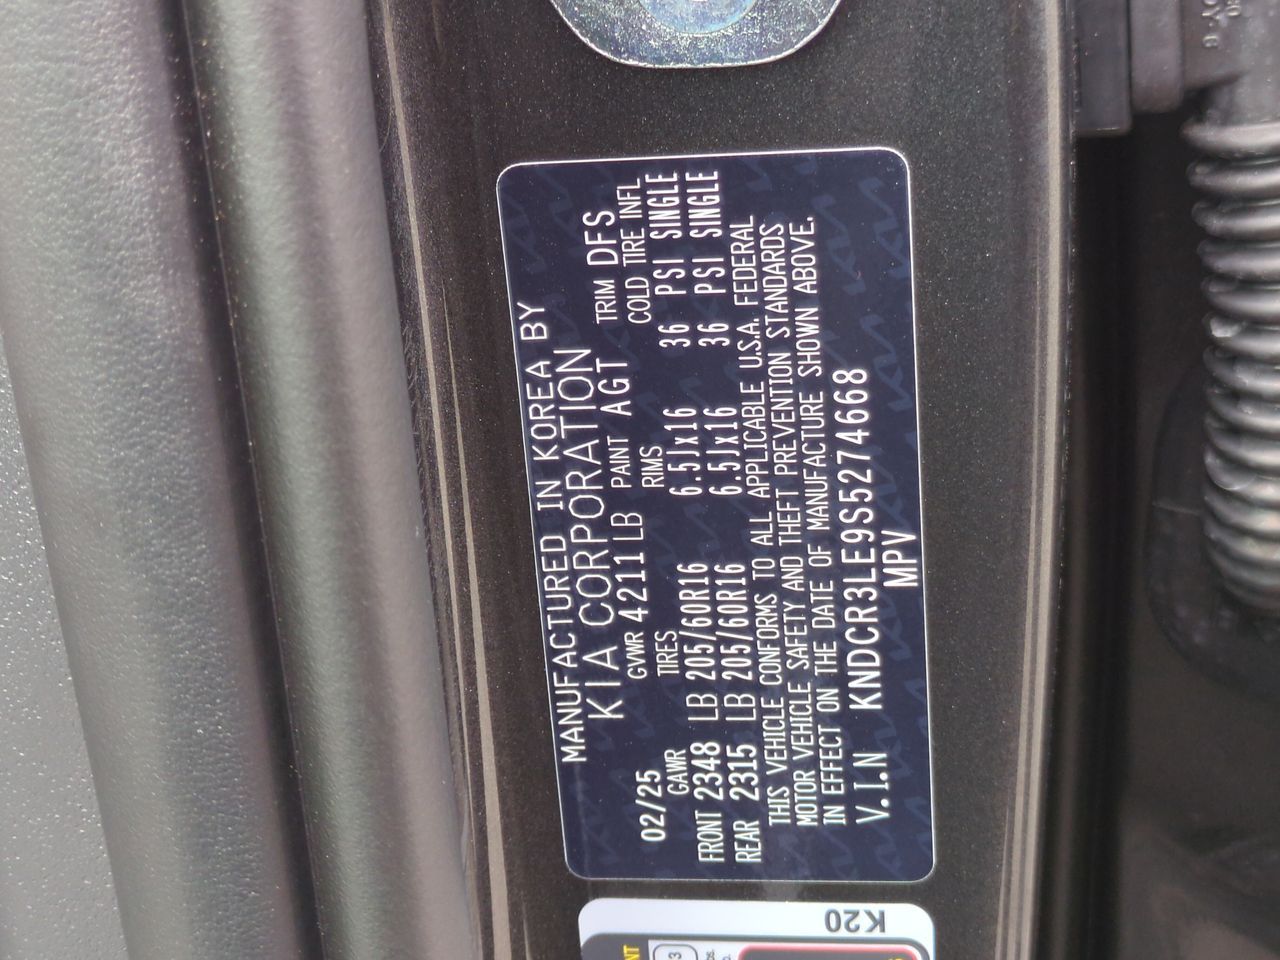 MANUFACTURED IN KOREA BY
KIA CORPORATION
02/25 GVWR 4211 LB PAINT AGT TRIM DFS
GAWR TIRES RIMS COLD TIRE INFL
FRONT 2348 LB 205/60R16 6.5Jx16 36 PSI SINGLE
REAR 2315 LB 205/60R16 6.5Jx16 36 PSI SINGLE
THIS VEHICLE CONFORMS TO ALL APPLICABLE U.S.A. FEDERAL
MOTOR VEHICLE SAFETY AND THEFT PREVENTION STANDARDS
IN EFFECT ON THE DATE OF MANUFACTURE SHOWN ABOVE.
V.I.N KNDCR3LE9S5274668
MPV
K20